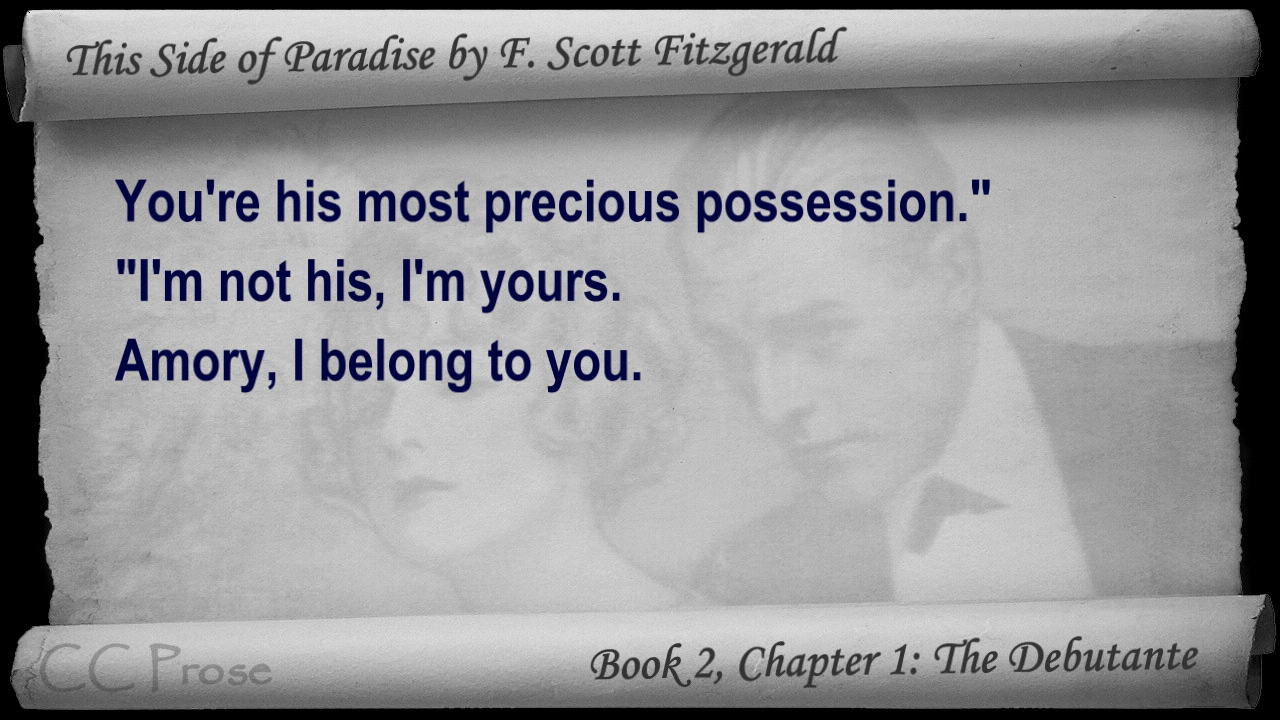 This Side of Paradise by F. Scott Fitzgerald
You're his most precious possession."
"I'm not his, I'm yours.
Amory, I belong to you.
CC Prose
Book 2, Chapter 1: The Debutante